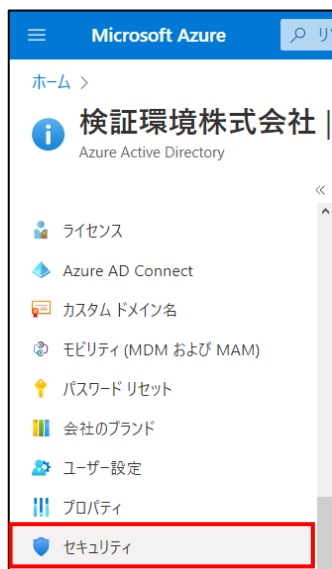 Microsoft Azure
ホーム >
検証環境株式会社 |
Azure Active Directory
ライセンス
Azure AD Connect
カスタム ドメイン名
モビリティ (MDM および MAM)
パスワード リセット
会社のブランド
ユーザー設定
プロパティ
セキュリティ